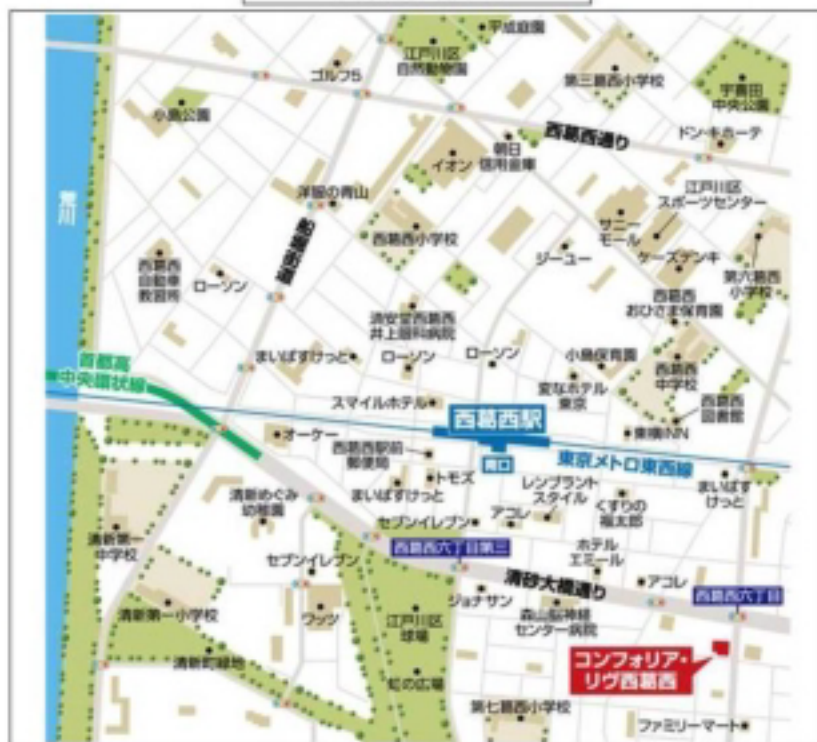 平成庭園
江戸川区
自然動物園
ゴルフ5
第三葛西小学校
宇喜田
中央公園
小島公園
西葛西通り
ドン・キホーテ
朝日
信用金庫
イオン
江戸川区
スポーツセンター
洋服の青山
荒川
船堀街道
西葛西小学校
サニー
モール
ケーズデンキ
ジーユー
第六葛西
小学校
西葛西
自動車
教習所
ローソン
西葛西
おひさま保育園
清安堂西葛西
井上眼科病院
まいばすけっと
ローソン
ローソン
小島保育園
西葛西
中学校
首都高
中央環状線
変なホテル
東京
西葛西
図書館
スマイルホテル
西葛西駅
オーケー
東横INN
西葛西駅前
郵便局
南口
東京メトロ東西線
トモズ
まいばす
けっと
清新めぐみ
幼稚園
まいばすけっと
レンブラント
スタイル
くすりの
福太郎
アコレ
セブンイレブン
清新第一
中学校
西葛西六丁目第三
ホテル
エミール
セブンイレブン
清砂大橋通り
アコレ
西葛西六丁目
ジョナサン
清新第一小学校
ワッツ
江戸川区
球場
森山脳神経
センター病院
清新町緑地
虹の広場
コンフォリア・
リヴ西葛西
第七葛西小学校
ファミリーマート